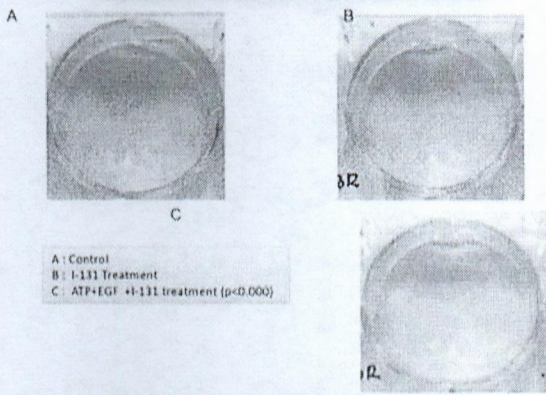 A
B
C
A : Control
B : I-131 Treatment
C : ATP+EGF +I-131 treatment (p<0.000)